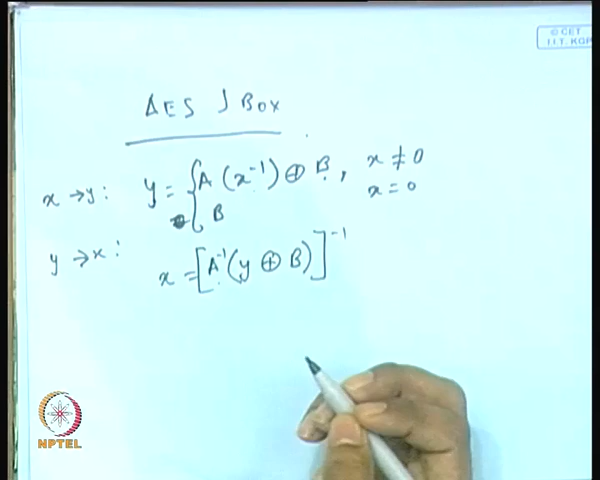 © CET
I.I.T. KGP
AES S Box
x → y: y = { A (x⁻¹) ⊕ B, x ≠ 0
B x = 0
y → x: x = [A⁻¹(y ⊕ B)]⁻¹
NPTEL